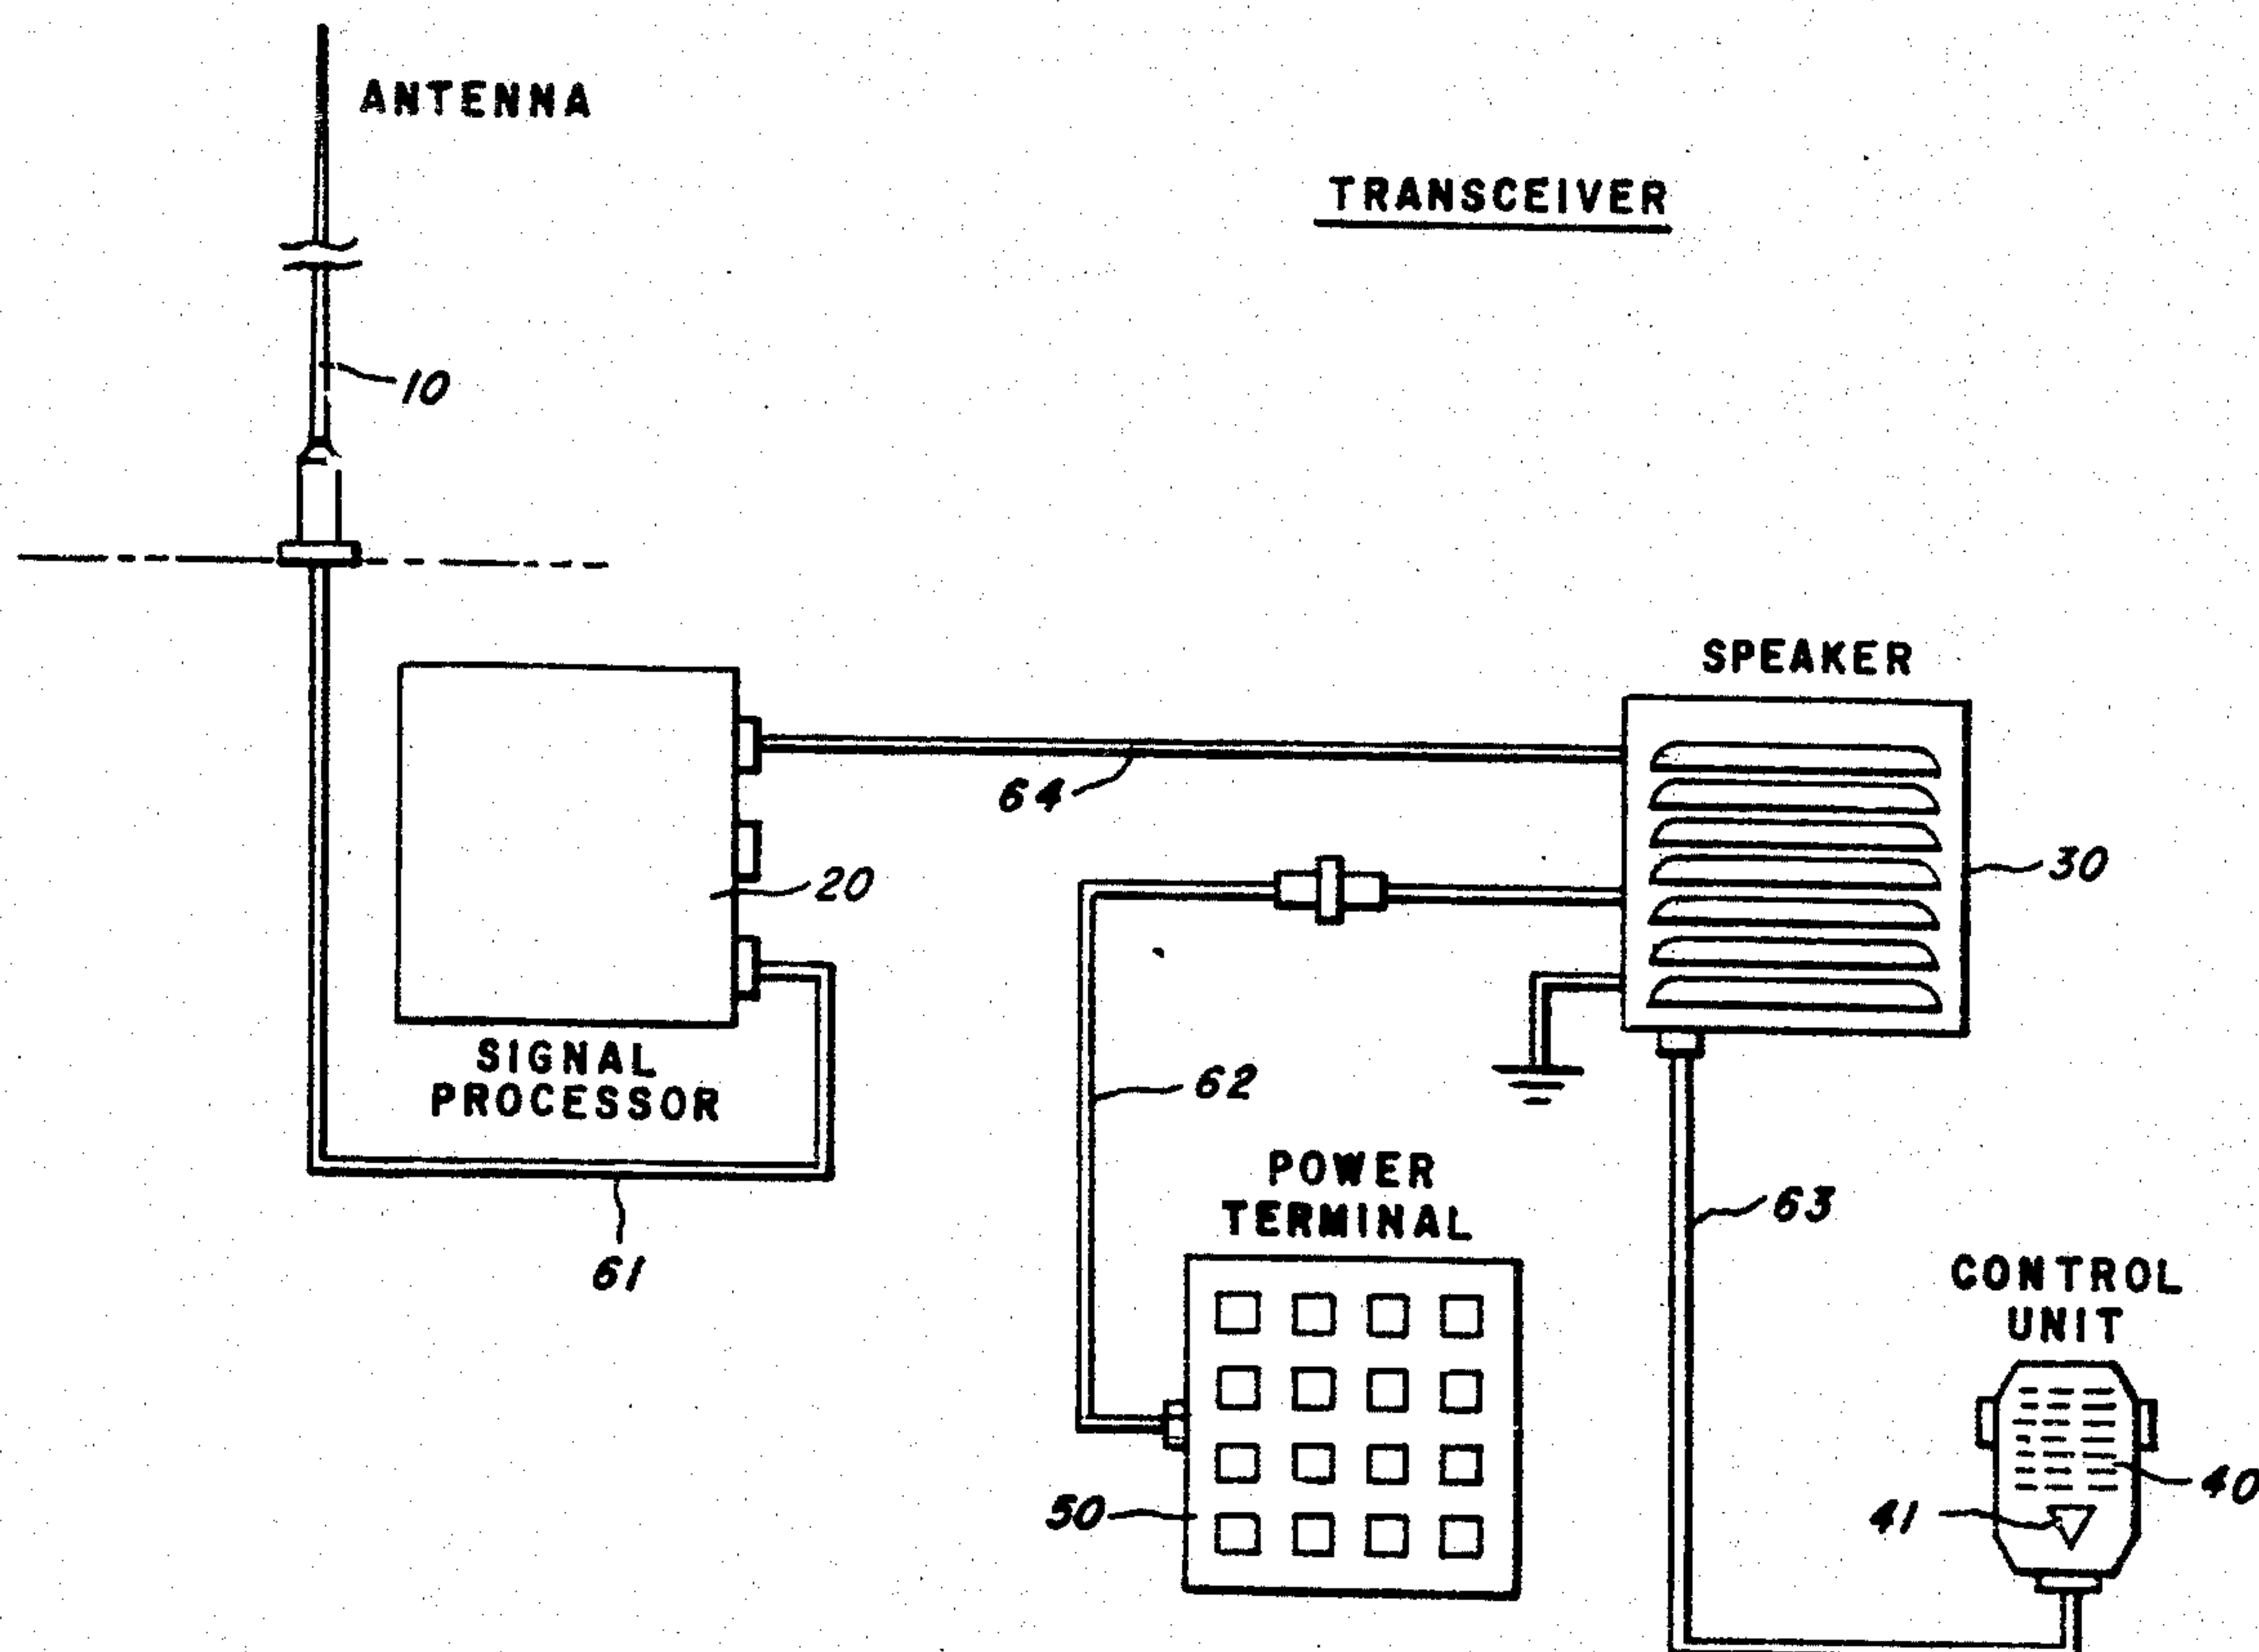 ANTENNA
TRANSCEIVER
10
SPEAKER
64
20
30
SIGNAL
PROCESSOR
62
POWER
TERMINAL
63
61
CONTROL
UNIT
50
41
40